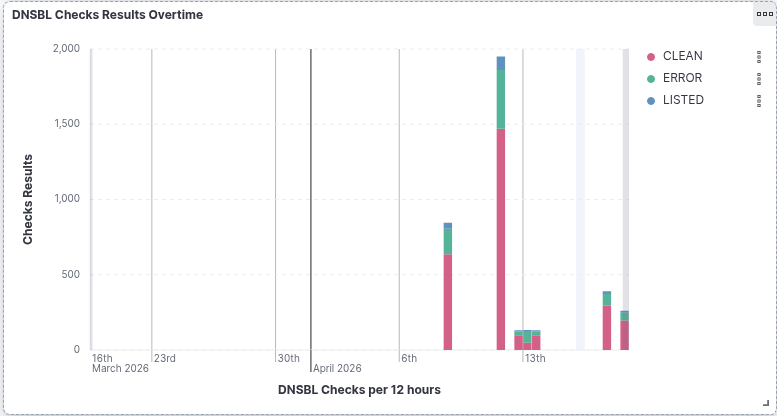 DNSBL Checks Results Overtime
2,000
1,500
1,000
500
0
Checks Results
16th
March 2026
23rd
30th
April 2026
6th
13th
DNSBL Checks per 12 hours
CLEAN
ERROR
LISTED